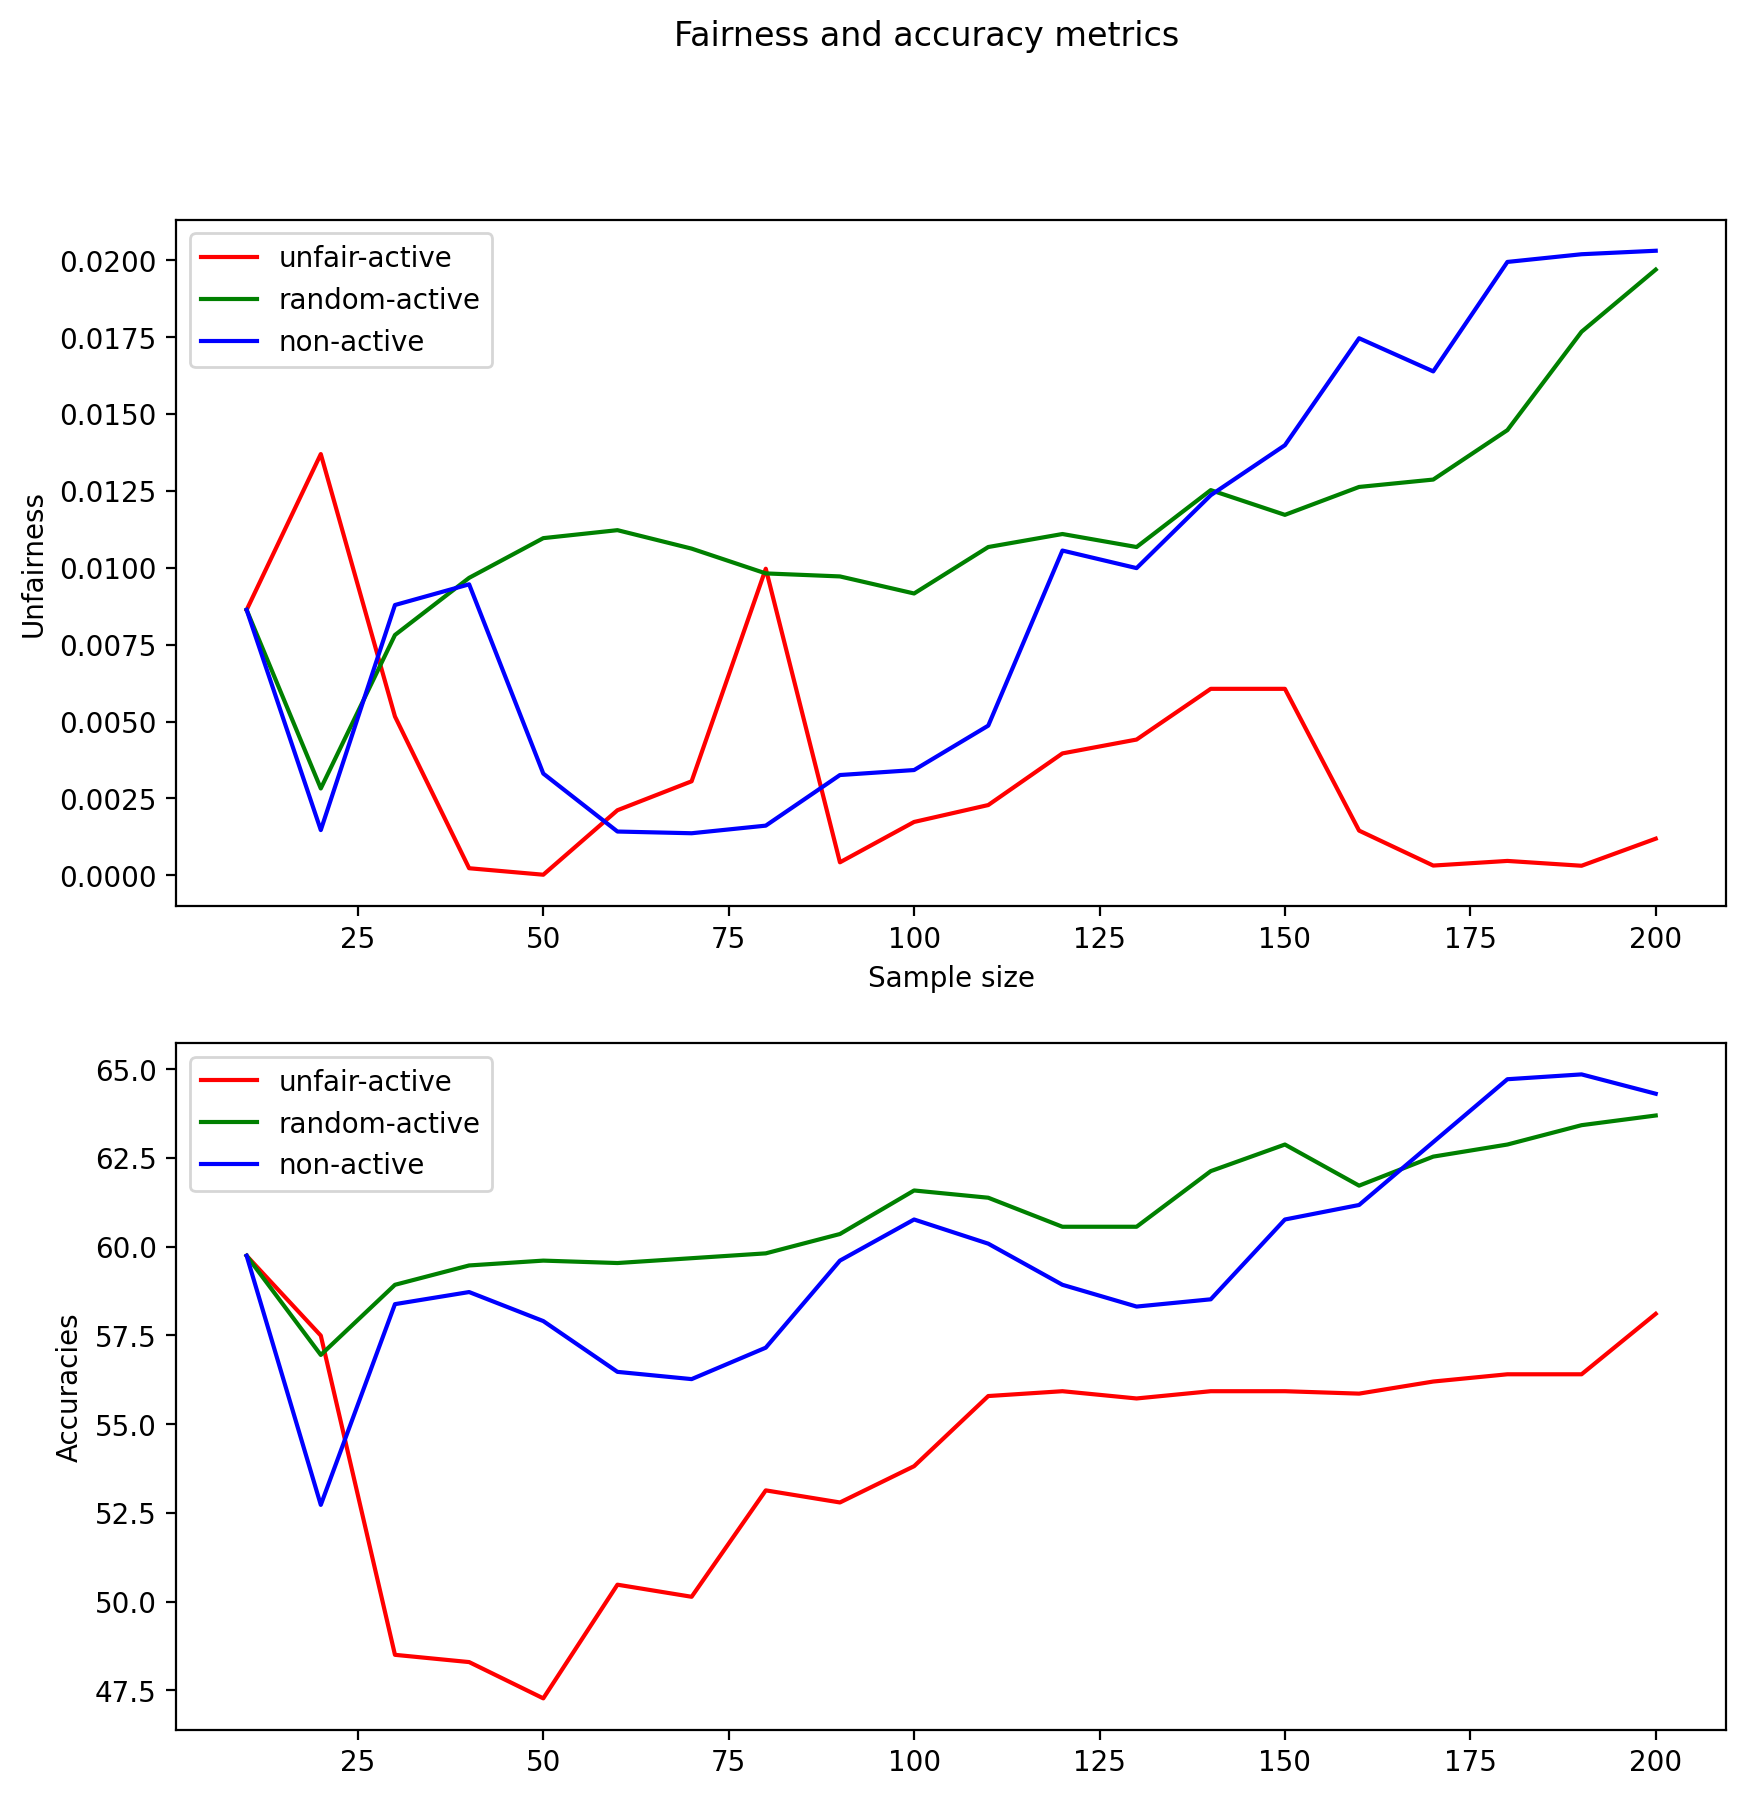 Fairness and accuracy metrics
unfair-active
random-active
non-active
0.0200
0.0175
0.0150
0.0125
0.0100
0.0075
0.0050
0.0025
0.0000
Unfairness
25 50 75 100 125 150 175 200
Sample size
unfair-active
random-active
non-active
65.0
62.5
60.0
57.5
55.0
52.5
50.0
47.5
Accuracies
25 50 75 100 125 150 175 200